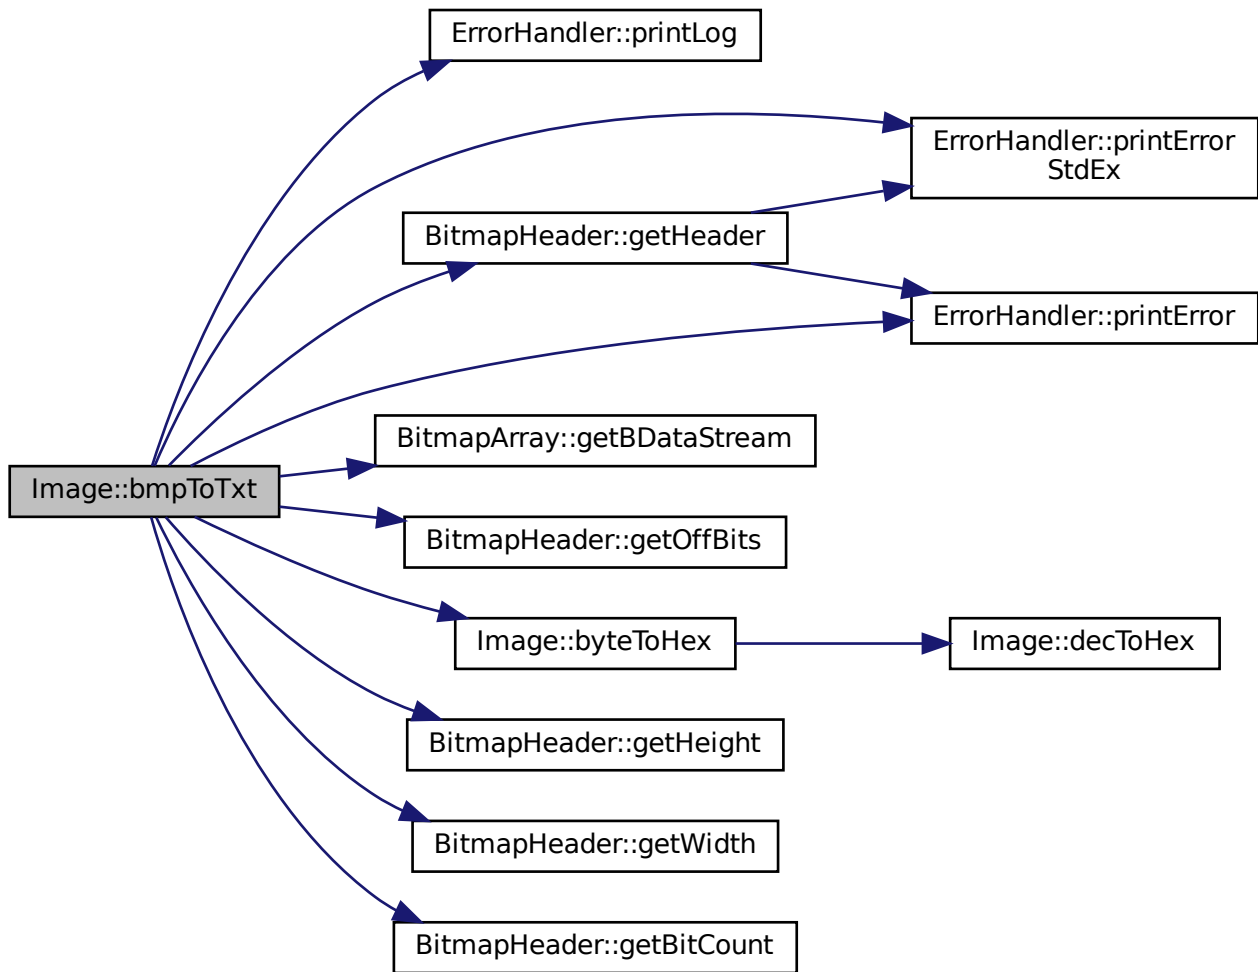 ErrorHandler::printLog
ErrorHandler::printError
StdEx
BitmapHeader::getHeader
ErrorHandler::printError
BitmapArray::getBDataStream
Image::bmpToTxt
BitmapHeader::getOffBits
Image::byteToHex
Image::decToHex
BitmapHeader::getHeight
BitmapHeader::getWidth
BitmapHeader::getBitCount